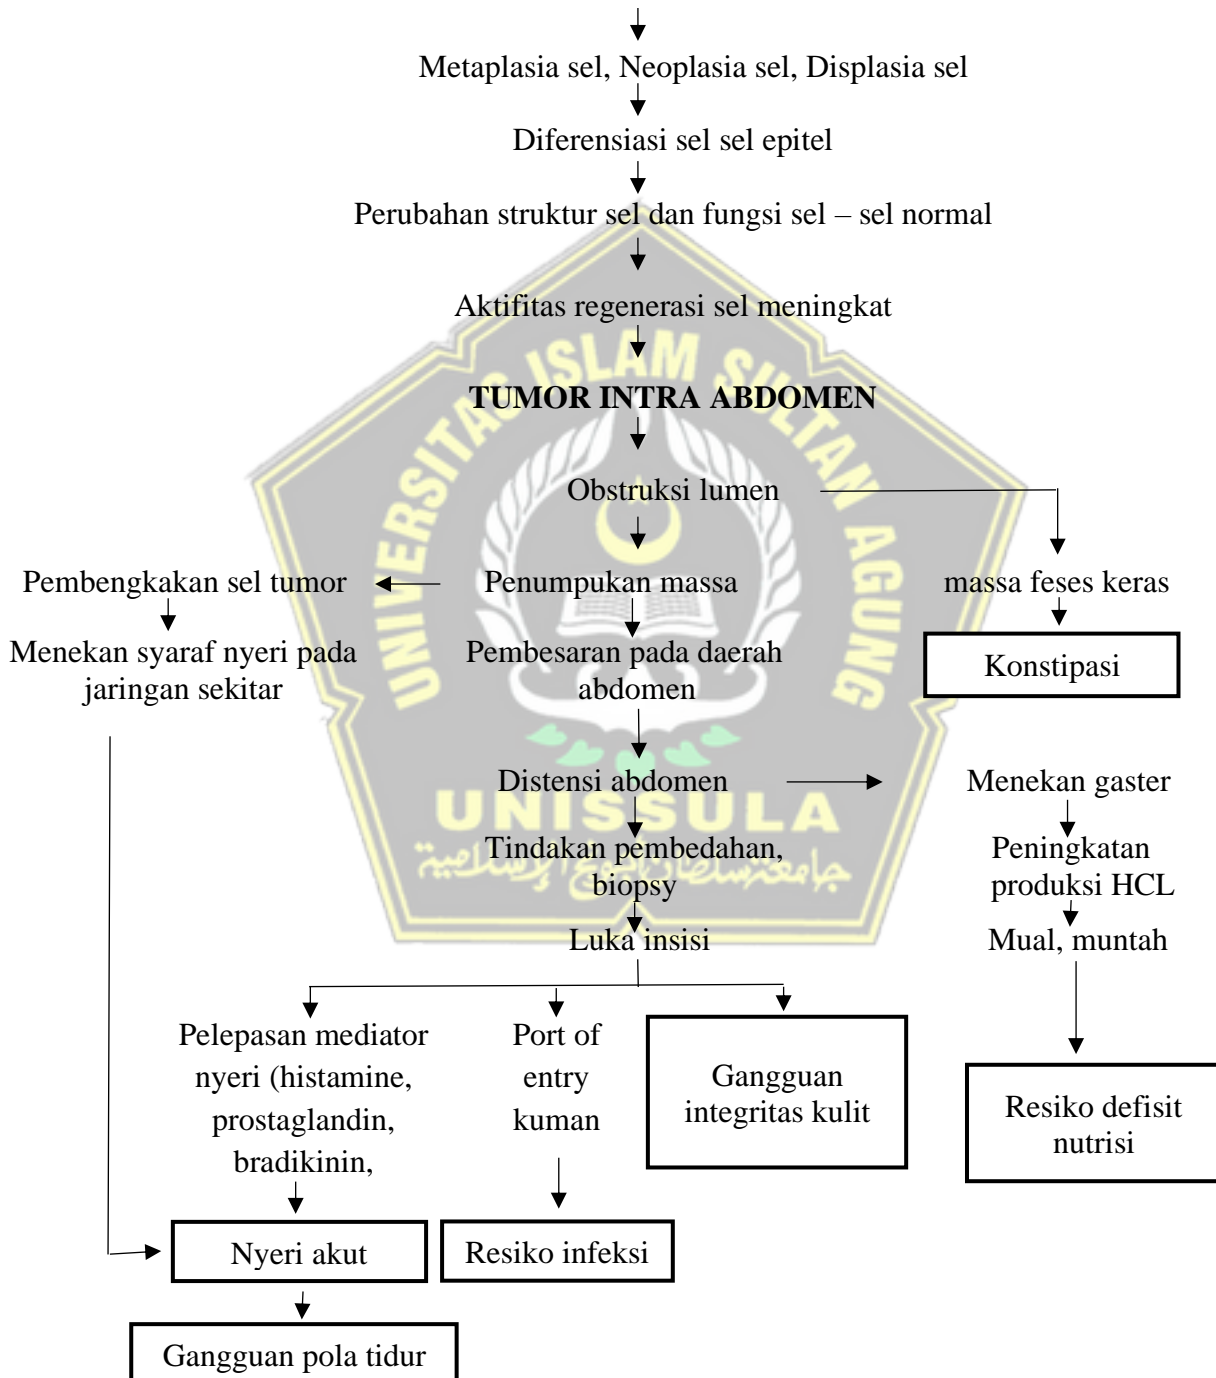 Metaplasia sel, Neoplasia sel, Displasia sel
Diferensiasi sel sel epitel
Perubahan struktur sel dan fungsi sel – sel normal
Aktifitas regenerasi sel meningkat
UNIVERSITAS ISLAM SULTAN AGUNG
TUMOR INTRA ABDOMEN
Obstruksi lumen
Pembengkakan sel tumor
Penumpukan massa
massa feses keras
Menekan syaraf nyeri pada
jaringan sekitar
Pembesaran pada daerah
abdomen
Konstipasi
Distensi abdomen
Menekan gaster
UNISSULA
جامعتنسلطان أجونج الإسلامية
Tindakan pembedahan,
biopsy
Peningkatan
produksi HCL
Luka insisi
Mual, muntah
Pelepasan mediator
nyeri (histamine,
prostaglandin,
bradikinin,
Port of
entry
kuman
Gangguan
integritas kulit
Resiko defisit
nutrisi
Nyeri akut
Resiko infeksi
Gangguan pola tidur